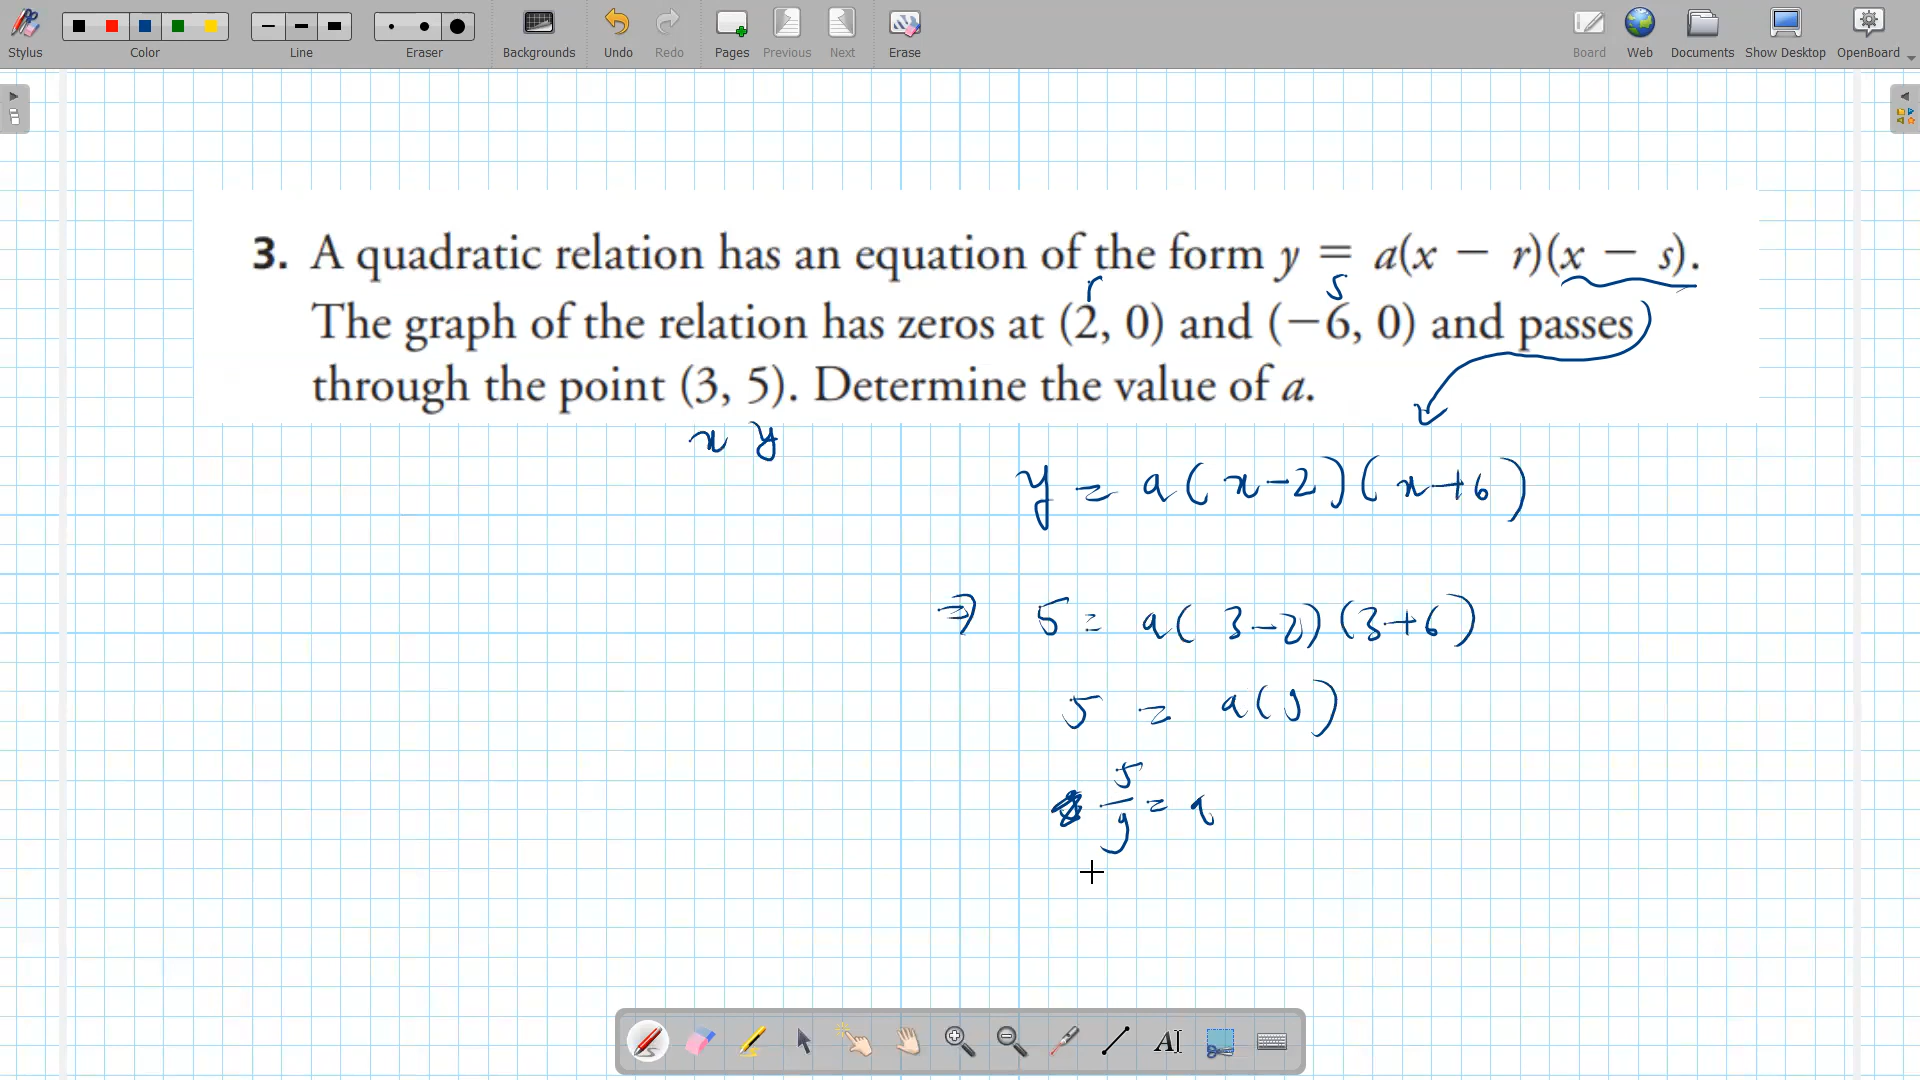 Stylus Color Line Eraser Backgrounds Undo Redo Pages Previous Next Erase Board Web Documents Show Desktop OpenBoard
3. A quadratic relation has an equation of the form y = a(x − r)(x − s).
r s
The graph of the relation has zeros at (2, 0) and (−6, 0) and passes
through the point (3, 5). Determine the value of a.
x y
y = a(x-2)(x+6)
⇒ 5 = a(3-2)(3+6)
5 = a(9)
5/9 = a